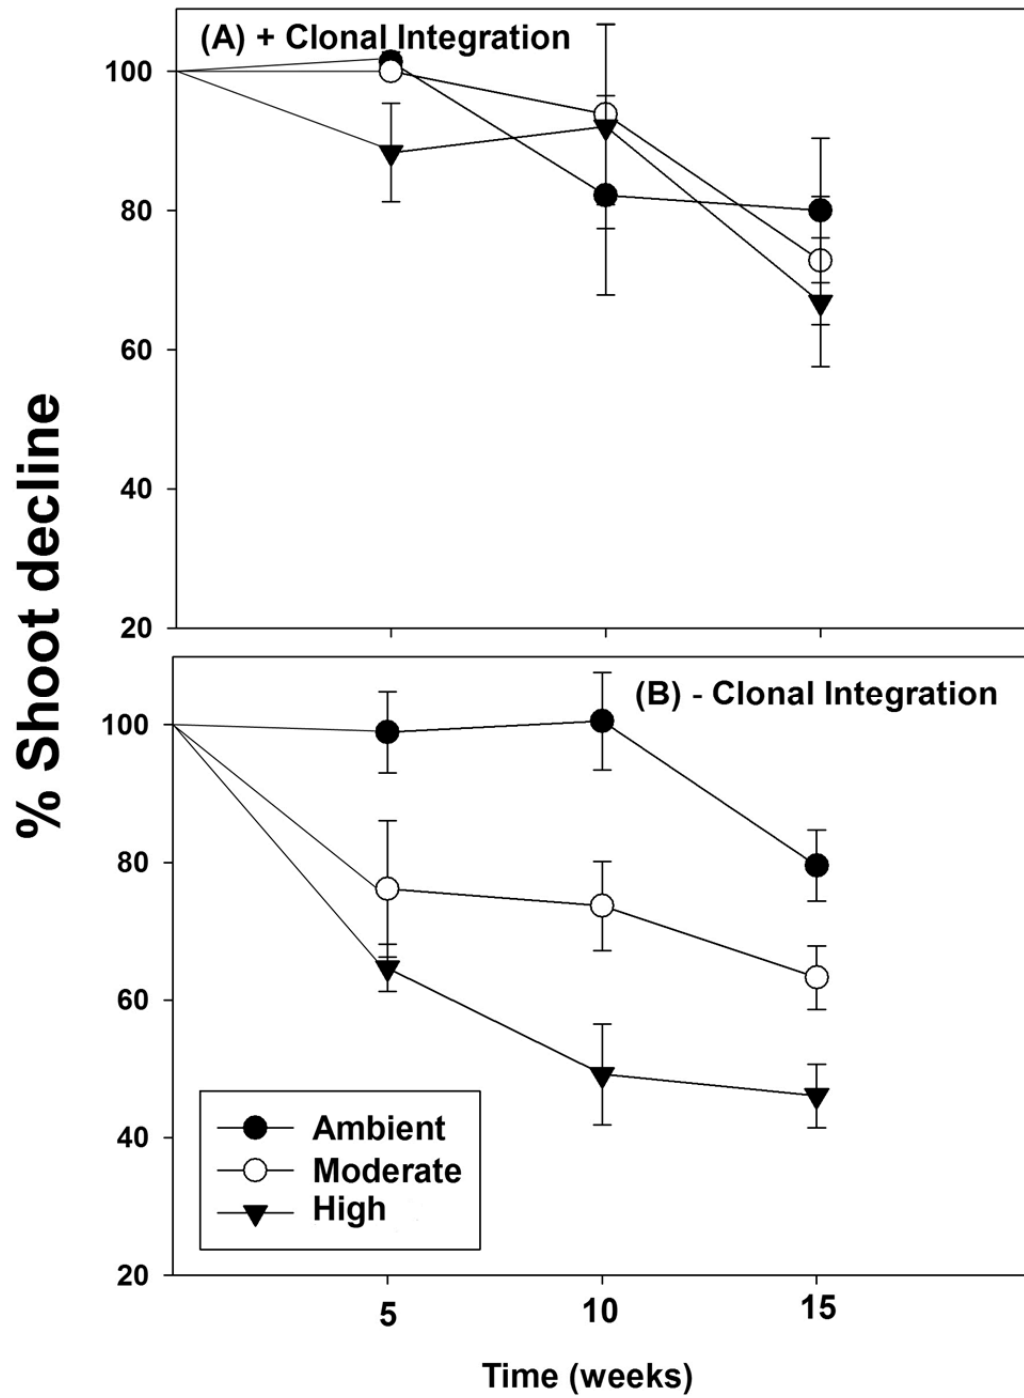 (A) + Clonal Integration
100
80
60
40
20
% Shoot decline
(B) - Clonal Integration
100
80
60
40
20
Ambient
Moderate
High
5 10 15
Time (weeks)